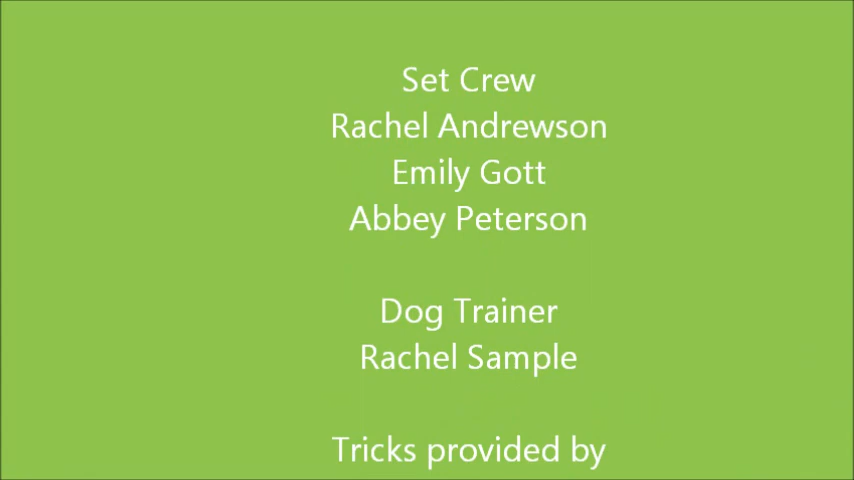 Set Crew
Rachel Andrewson
Emily Gott
Abbey Peterson
Dog Trainer
Rachel Sample
Tricks provided by